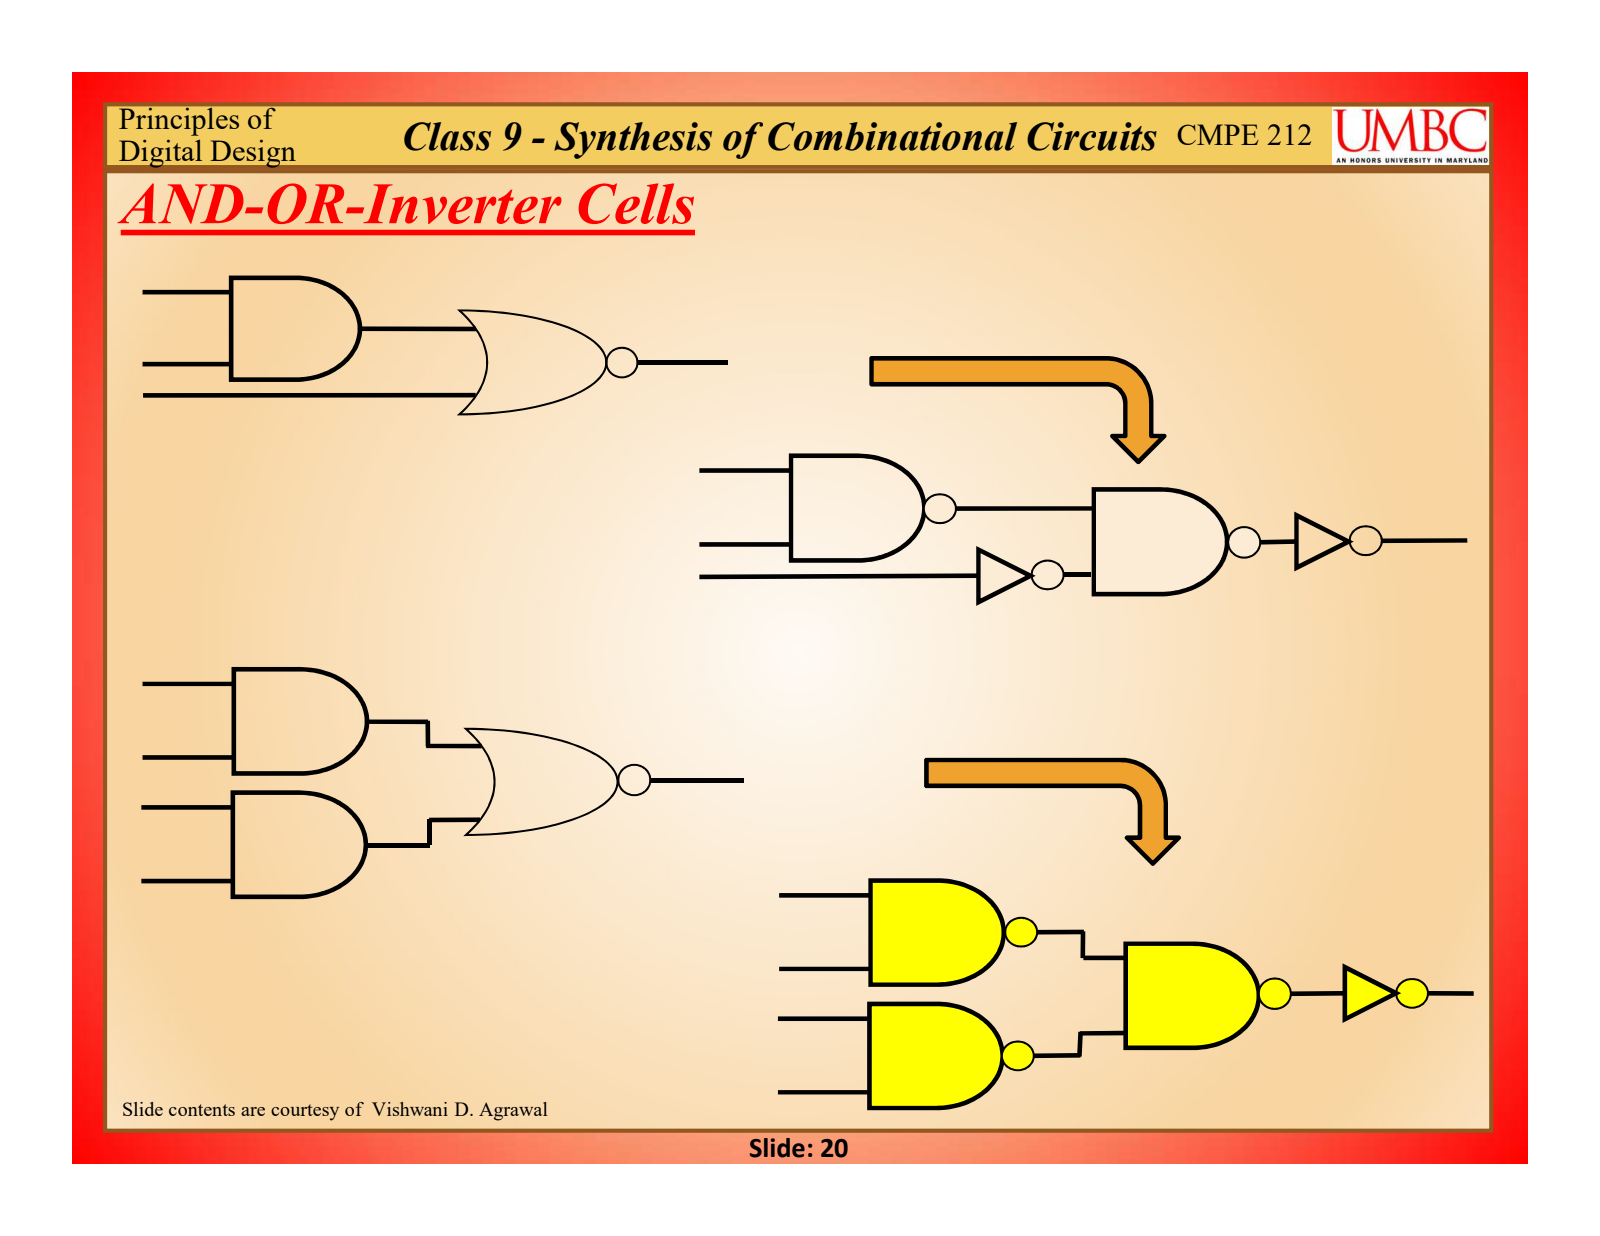 Principles of
Digital Design
Class 9 - Synthesis of Combinational Circuits
CMPE 212
UMBC
AN HONORS UNIVERSITY IN MARYLAND
AND-OR-Inverter Cells
Slide contents are courtesy of Vishwani D. Agrawal
Slide: 20